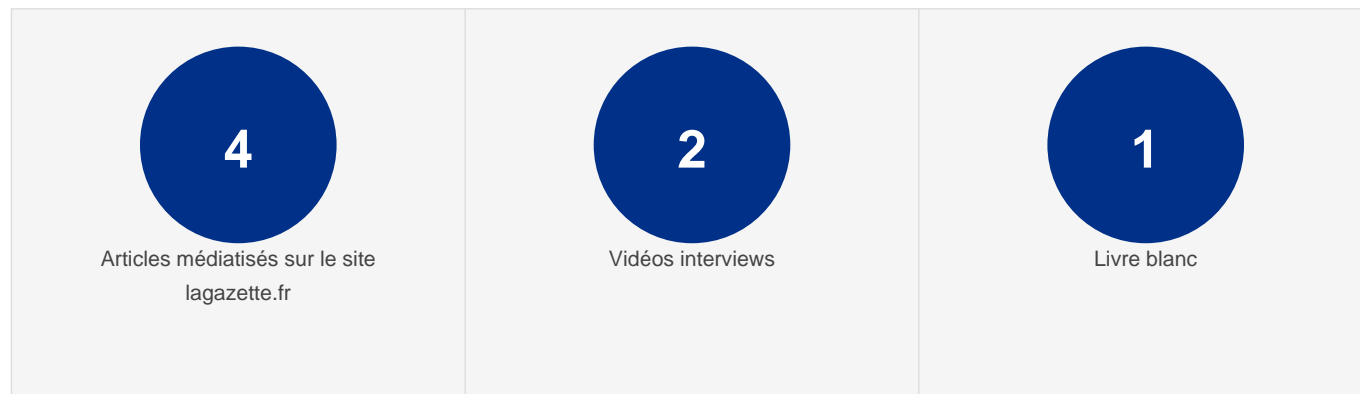 4
Articles médiatisés sur le site
lagazette.fr
2
Vidéos interviews
1
Livre blanc